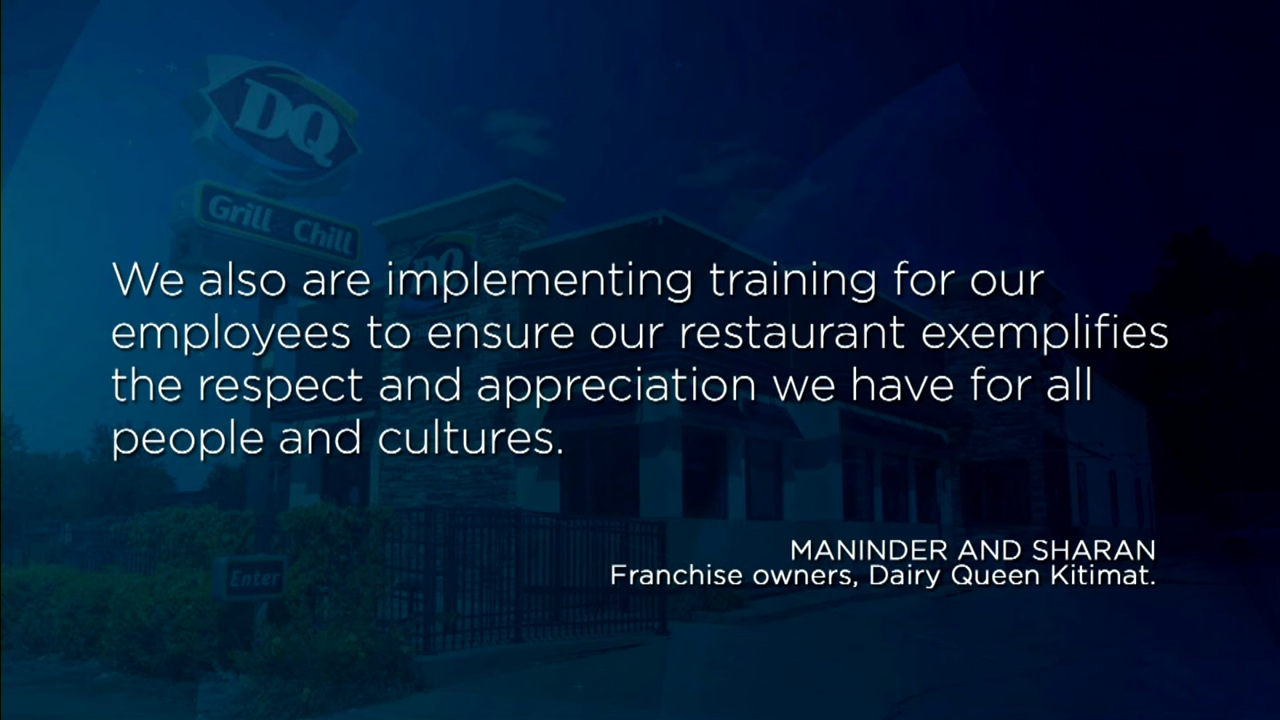 DQ
Grill & Chill
DQ
We also are implementing training for our
employees to ensure our restaurant exemplifies
the respect and appreciation we have for all
people and cultures.
MANINDER AND SHARAN
Franchise owners, Dairy Queen Kitimat.
Enter